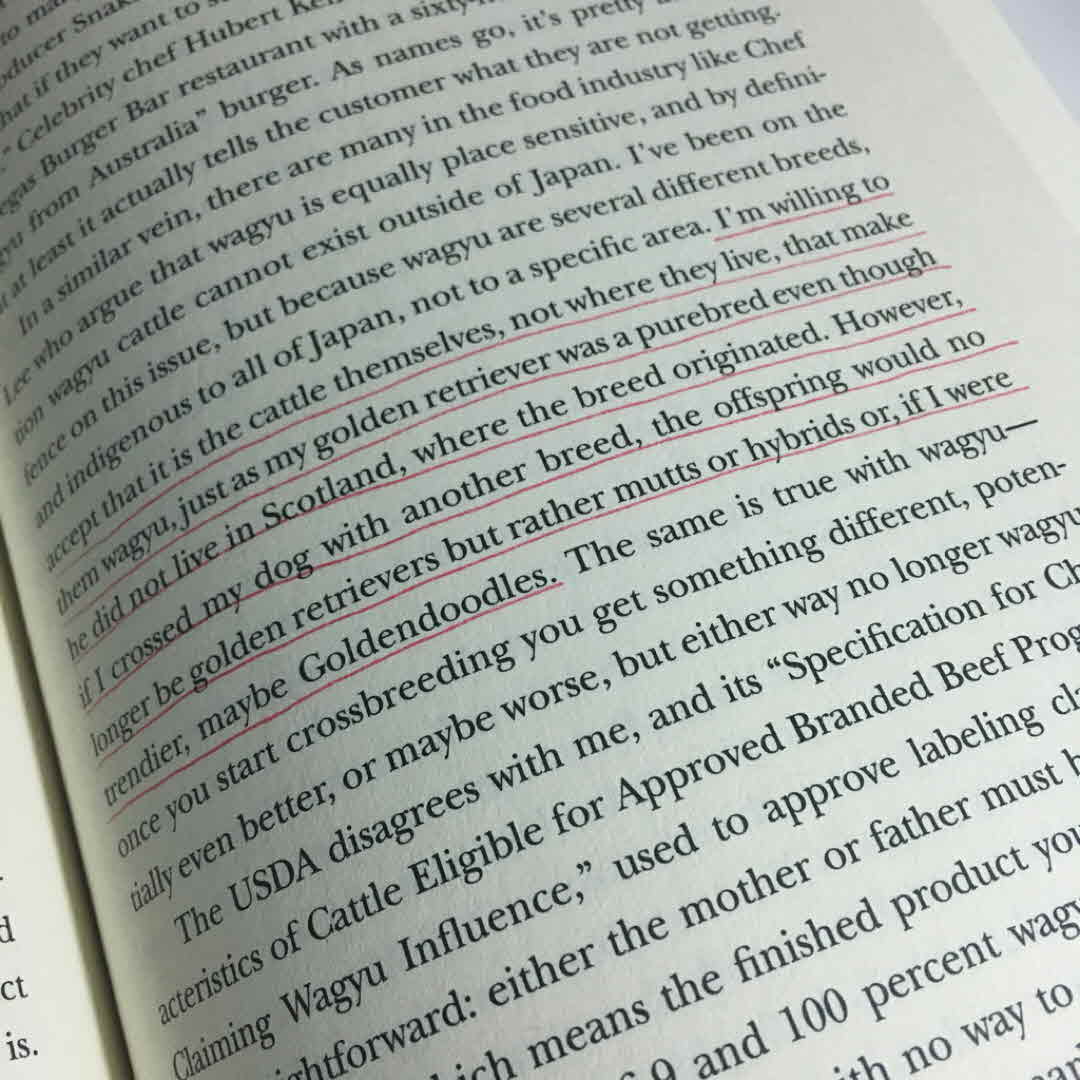 to ma
oducer Snak
hat if they want to s
" Celebrity chef Hubert Ke
egas Burger Bar restaurant with a sixty-
gyu from Australia" burger. As names go, it's pretty
t at least it actually tells the customer what they are not getting.
In a similar vein, there are many in the food industry like Chef
Lee who argue that wagyu is equally place sensitive, and by defini-
tion wagyu cattle cannot exist outside of Japan. I've been on the
fence on this issue, but because wagyu are several different breeds,
and indigenous to all of Japan, not to a specific area. I'm willing to
accept that it is the cattle themselves, not where they live, that make
them wagyu, just as my golden retriever was a purebred even though
he did not live in Scotland, where the breed originated. However,
if I crossed my dog with another breed, the offspring would no
longer be golden retrievers but rather mutts or hybrids or, if I were
trendier, maybe Goldendoodles. The same is true with wagyu—
once you start crossbreeding you get something different, poten-
tially even better, or maybe worse, but either way no longer wagyu
The USDA disagrees with me, and its "Specification for Ch
acteristics of Cattle Eligible for Approved Branded Beef Prog
Claiming Wagyu Influence," used to approve labeling cl
ightforward: either the mother or father must b
ich means the finished product you
9 and 100 percent wagy
ith no way to
d
ct
is.